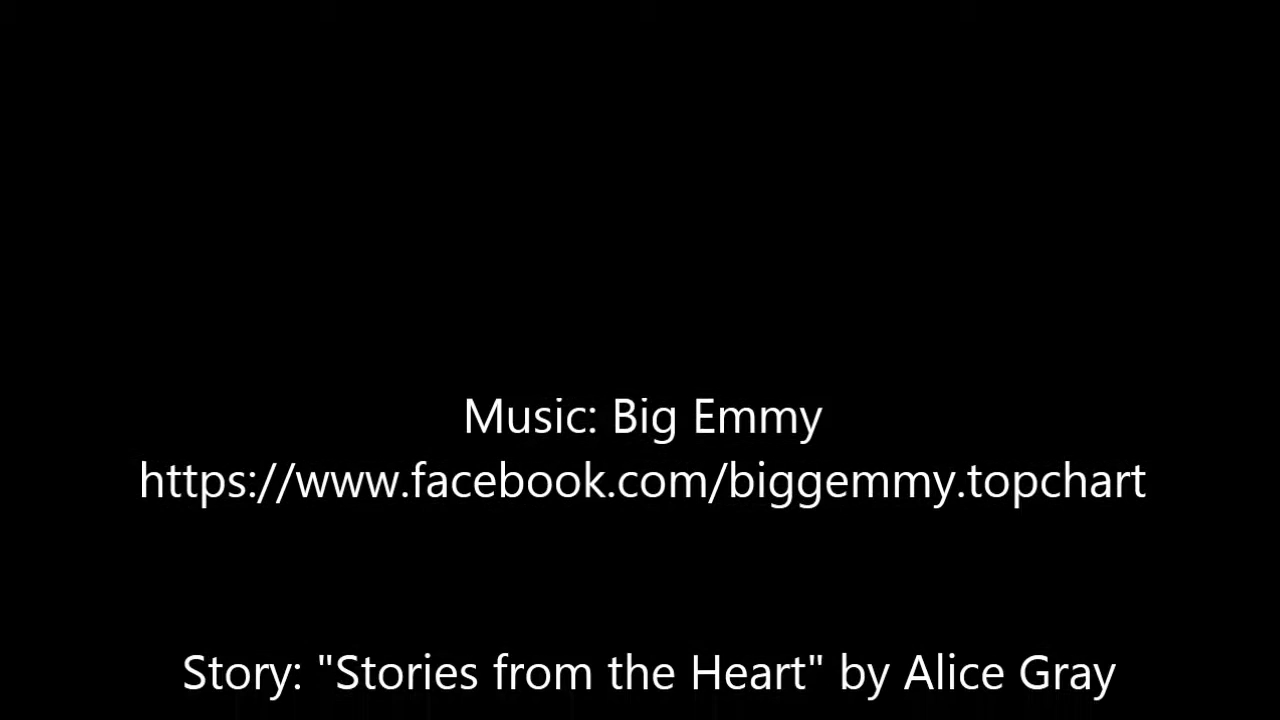 Music: Big Emmy
https://www.facebook.com/biggemmy.topchart
Story: "Stories from the Heart" by Alice Gray